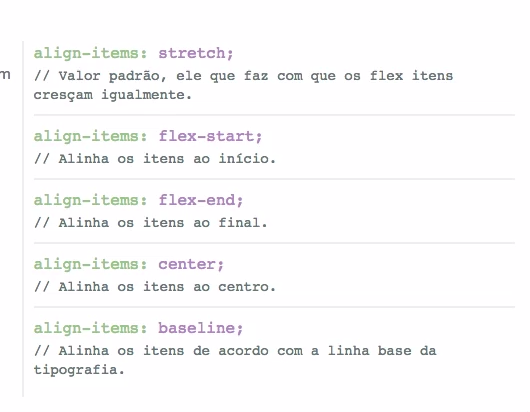 align-items: stretch;
m
// Valor padrão, ele que faz com que os flex itens
cresçam igualmente.
align-items: flex-start;
// Alinha os itens ao início.
align-items: flex-end;
// Alinha os itens ao final.
align-items: center;
// Alinha os itens ao centro.
align-items: baseline;
// Alinha os itens de acordo com a linha base da
tipografia.